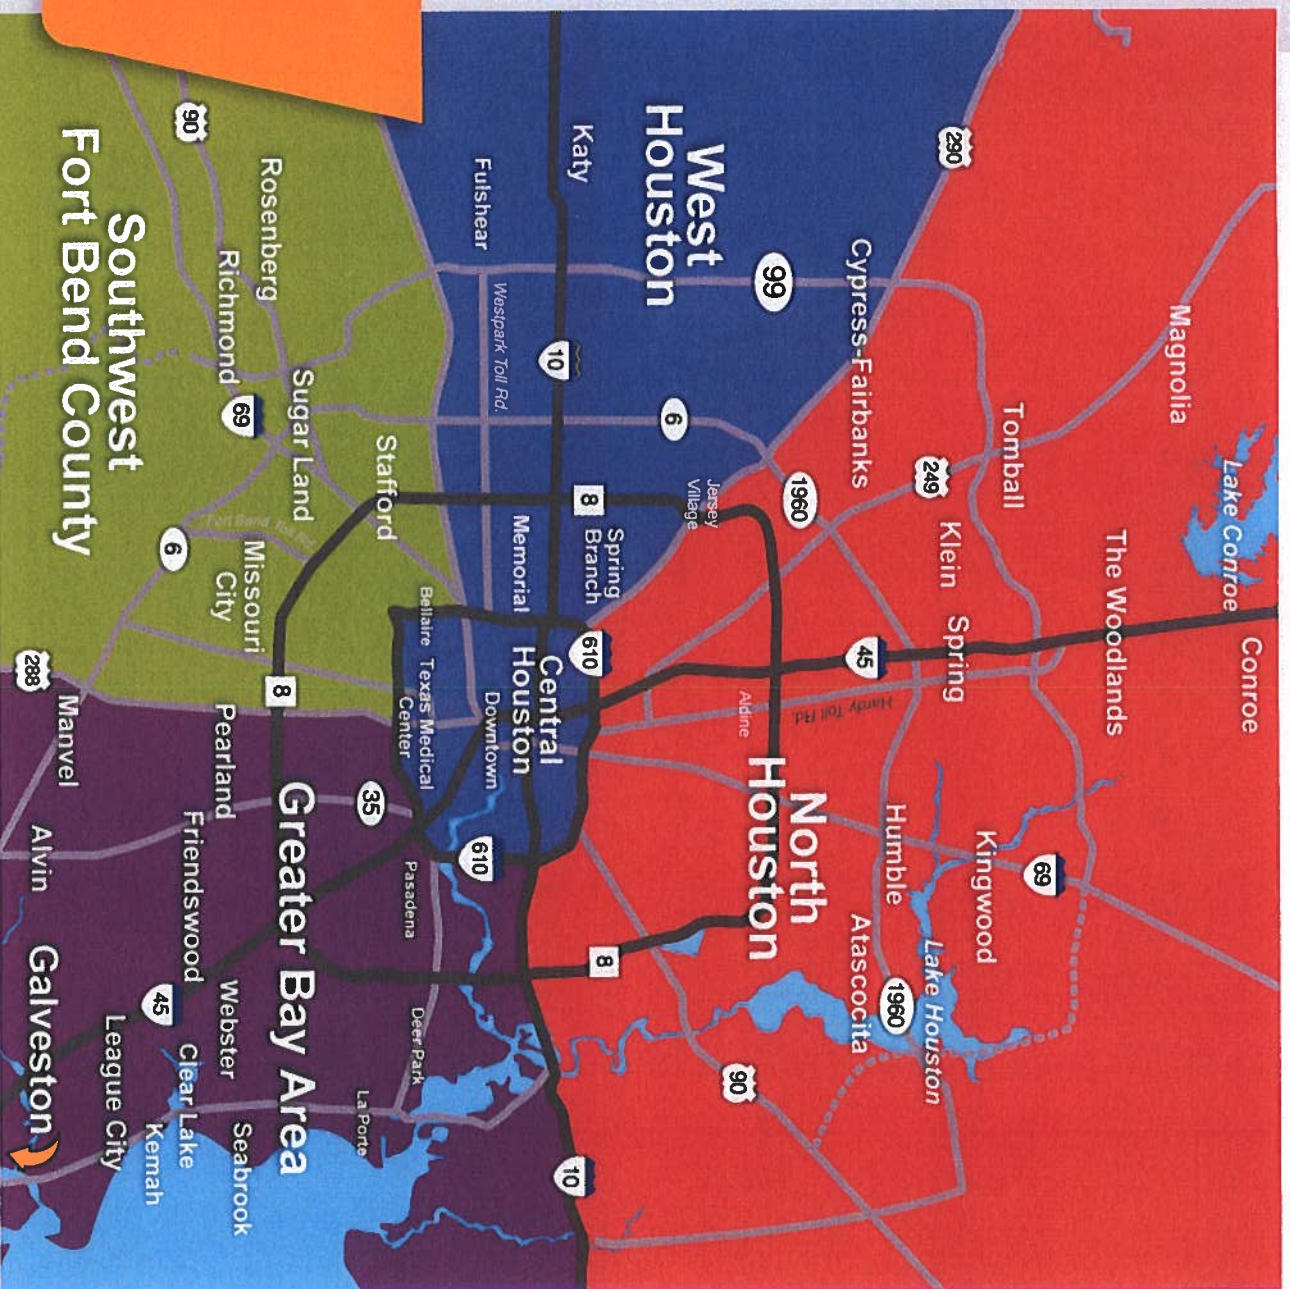 Conroe
Lake Conroe
Magnolia
The Woodlands
Tomball
249
Klein
Spring
290
Cypress-Fairbanks
1960
45
Hardy Toll Rd.
Kingwood
69
Humble
Lake Houston
1960
Atascocita
North
Houston
Aldine
90
99
West
Houston
6
Jersey
Village
Spring
Branch
8
610
8
Katy
10
Memorial
Central
Houston
10
Fulshear
Westpark Toll Rd.
Downtown
610
Bellaire
Texas Medical
Center
Pasadena
Deer Park
Stafford
35
La Porte
Sugar Land
8
Greater Bay Area
Rosenberg
Richmond
69
Missouri
City
Pearland
Webster
Seabrook
90
Fort Bend Toll Rd.
6
Friendswood
Clear Lake
45
Kemah
League City
Southwest
Fort Bend County
288
Manvel
Alvin
Galveston